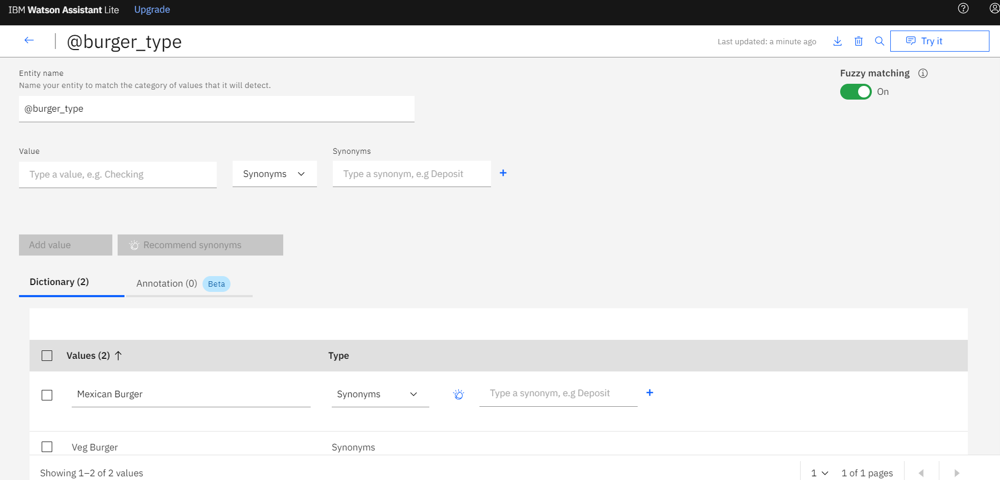 IBM Watson Assistant Lite Upgrade
@burger_type
Last updated: a minute ago
Try it
Entity name
Name your entity to match the category of values that it will detect.
@burger_type
Fuzzy matching
On
Value
Synonyms
Type a value, e.g. Checking
Synonyms
Type a synonym, e.g Deposit
Add value
Recommend synonyms
Dictionary (2)
Annotation (0)
Beta
Values (2)
Type
Mexican Burger
Synonyms
Type a synonym, e.g Deposit
Veg Burger
Synonyms
Showing 1–2 of 2 values
1
1 of 1 pages